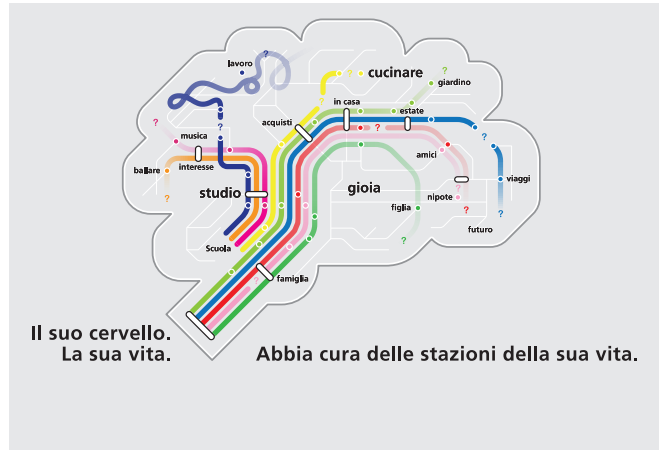 ?
lavoro
cucinare
? ?
giardino
?
in casa
estate
acquisti
?
musica
?
?
?
amici
interesse
ballare
?
studio
gioia
viaggi
?
nipote
?
figlia
?
?
futuro
Scuola
?
famiglia
?
Il suo cervello.
La sua vita.
Abbia cura delle stazioni della sua vita.